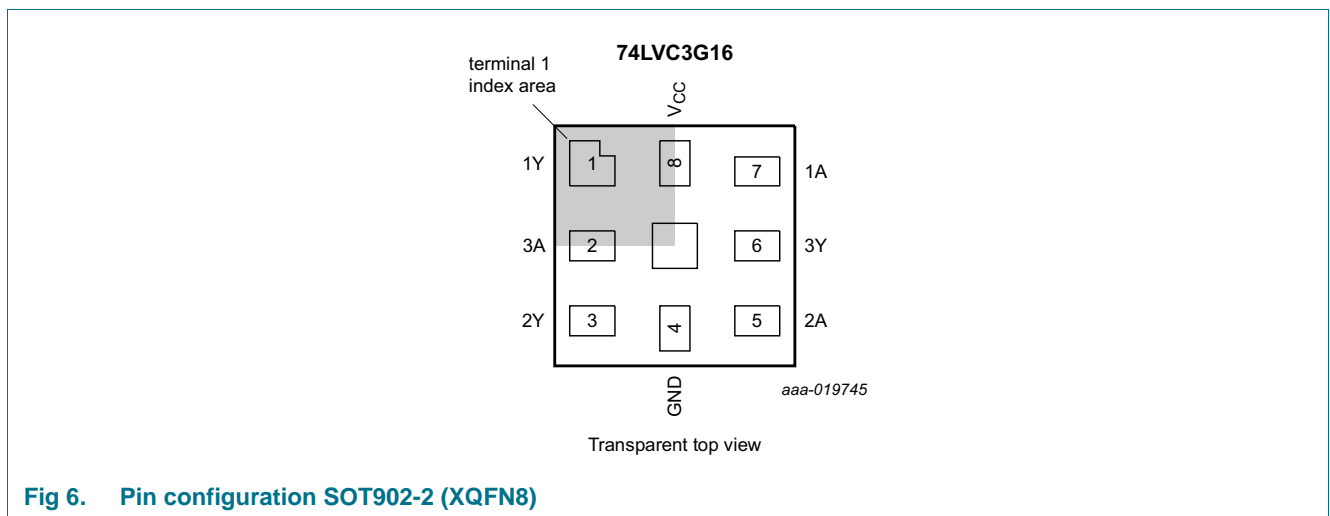 74LVC3G16
terminal 1
index area
VCC
1Y 1 8 7 1A
3A 2 6 3Y
2Y 3 4 5 2A
GND
aaa-019745
Transparent top view
Fig 6. Pin configuration SOT902-2 (XQFN8)